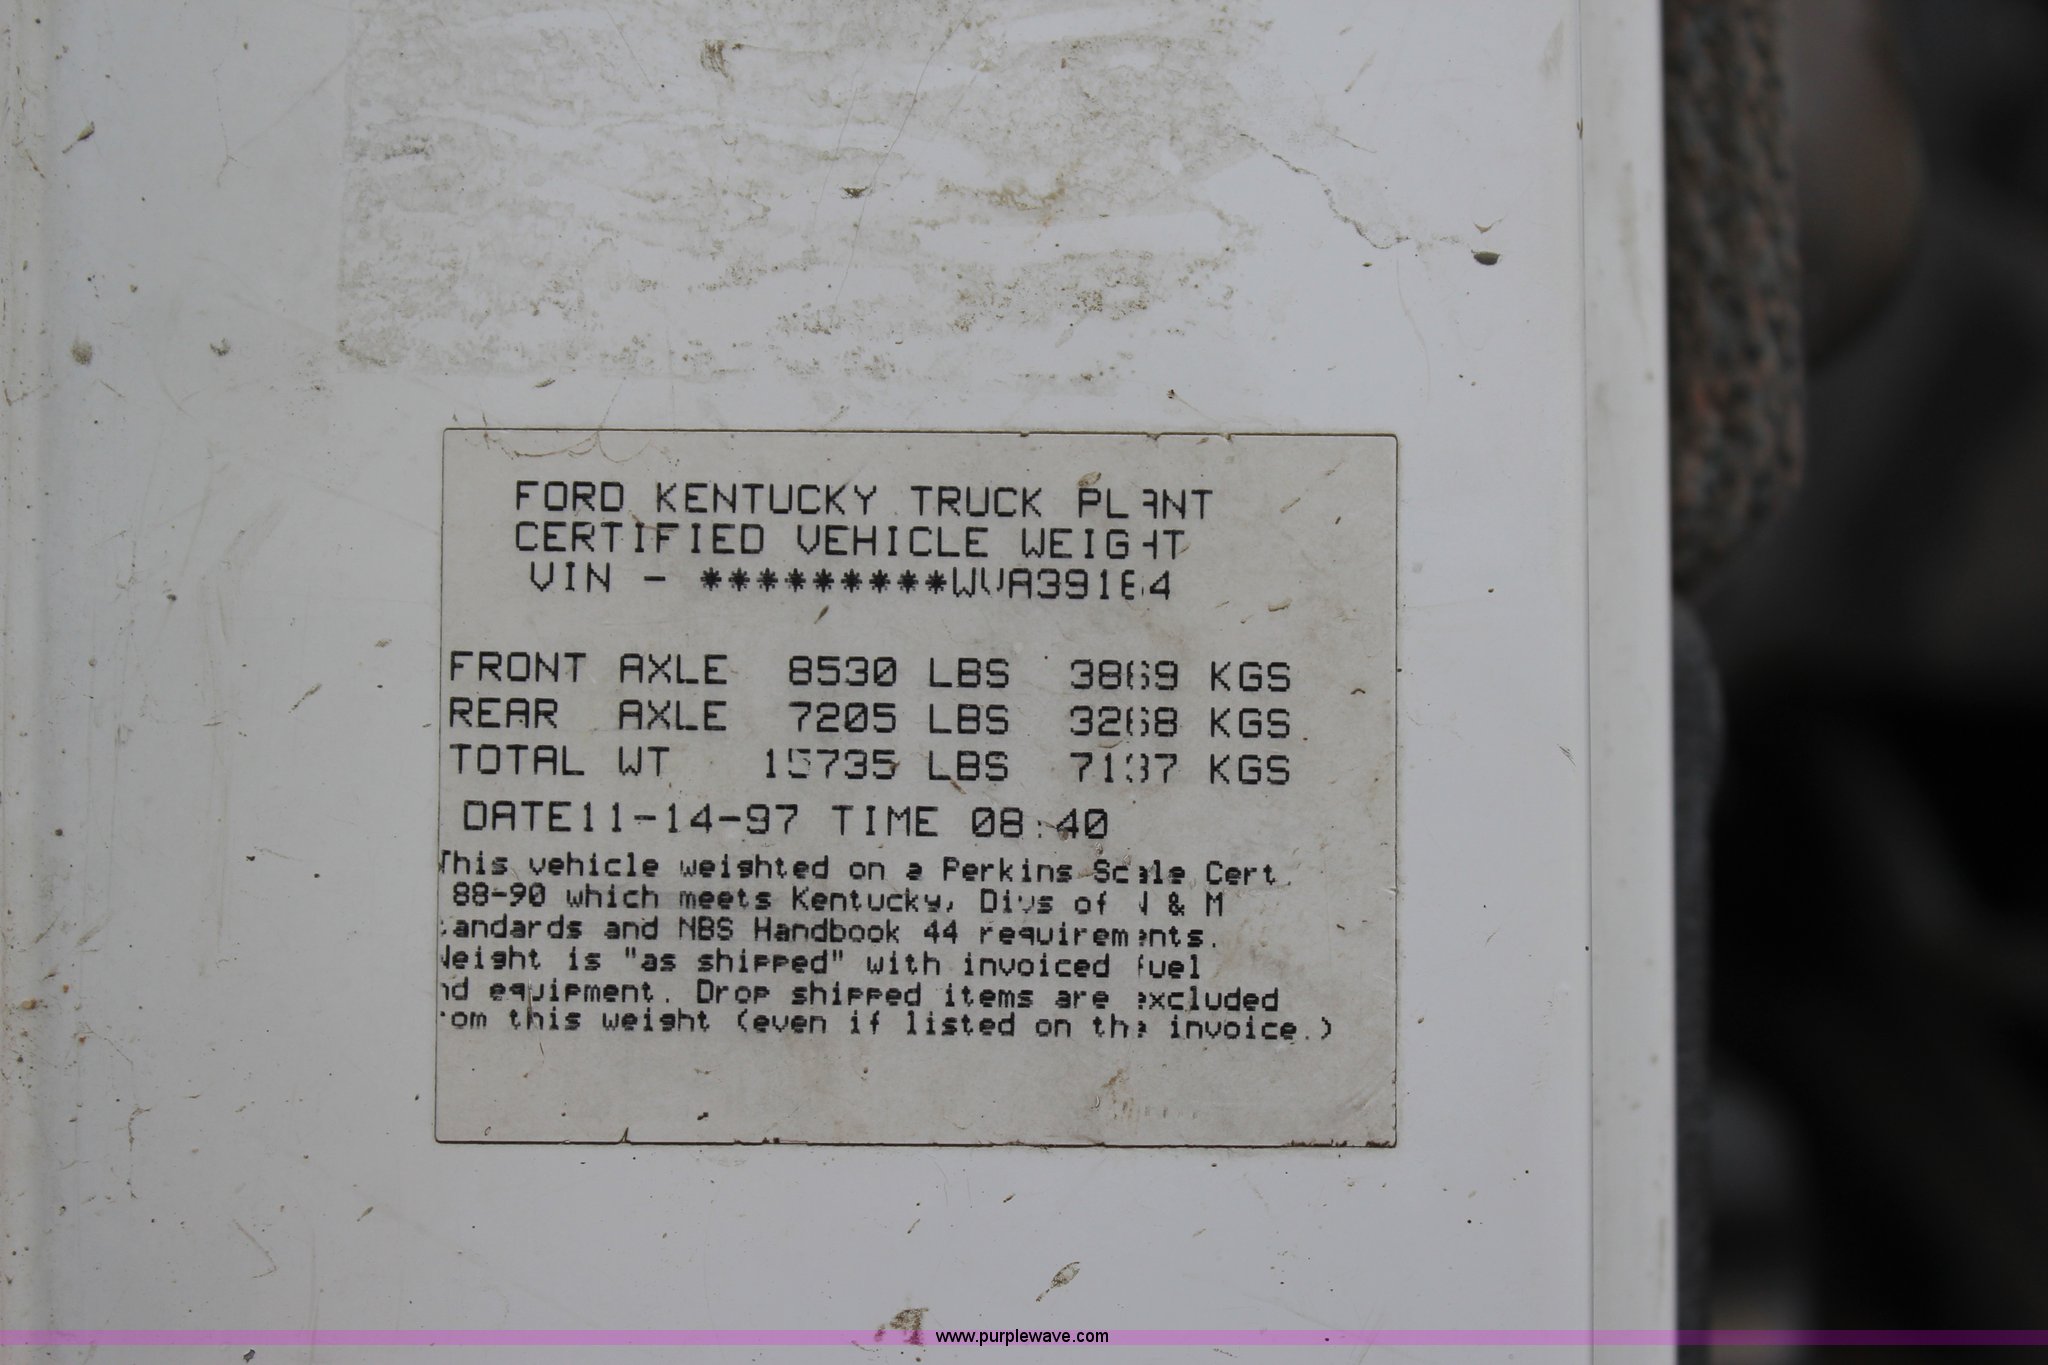 FORD KENTUCKY TRUCK PLANT
CERTIFIED VEHICLE WEIGHT
VIN - *********WVA39164
FRONT AXLE 8530 LBS 3869 KGS
REAR AXLE 7205 LBS 3268 KGS
TOTAL WT 15735 LBS 7137 KGS
DATE11-14-97 TIME 08:40
This vehicle weighted on a Perkins Scale Cert.
88-90 which meets Kentucky, Divs of W & M
tandards and NBS Handbook 44 requirements.
Weight is "as shipped" with invoiced fuel
nd equipment. Drop shipped items are excluded
rom this weight (even if listed on the invoice.)
www.purplewave.com